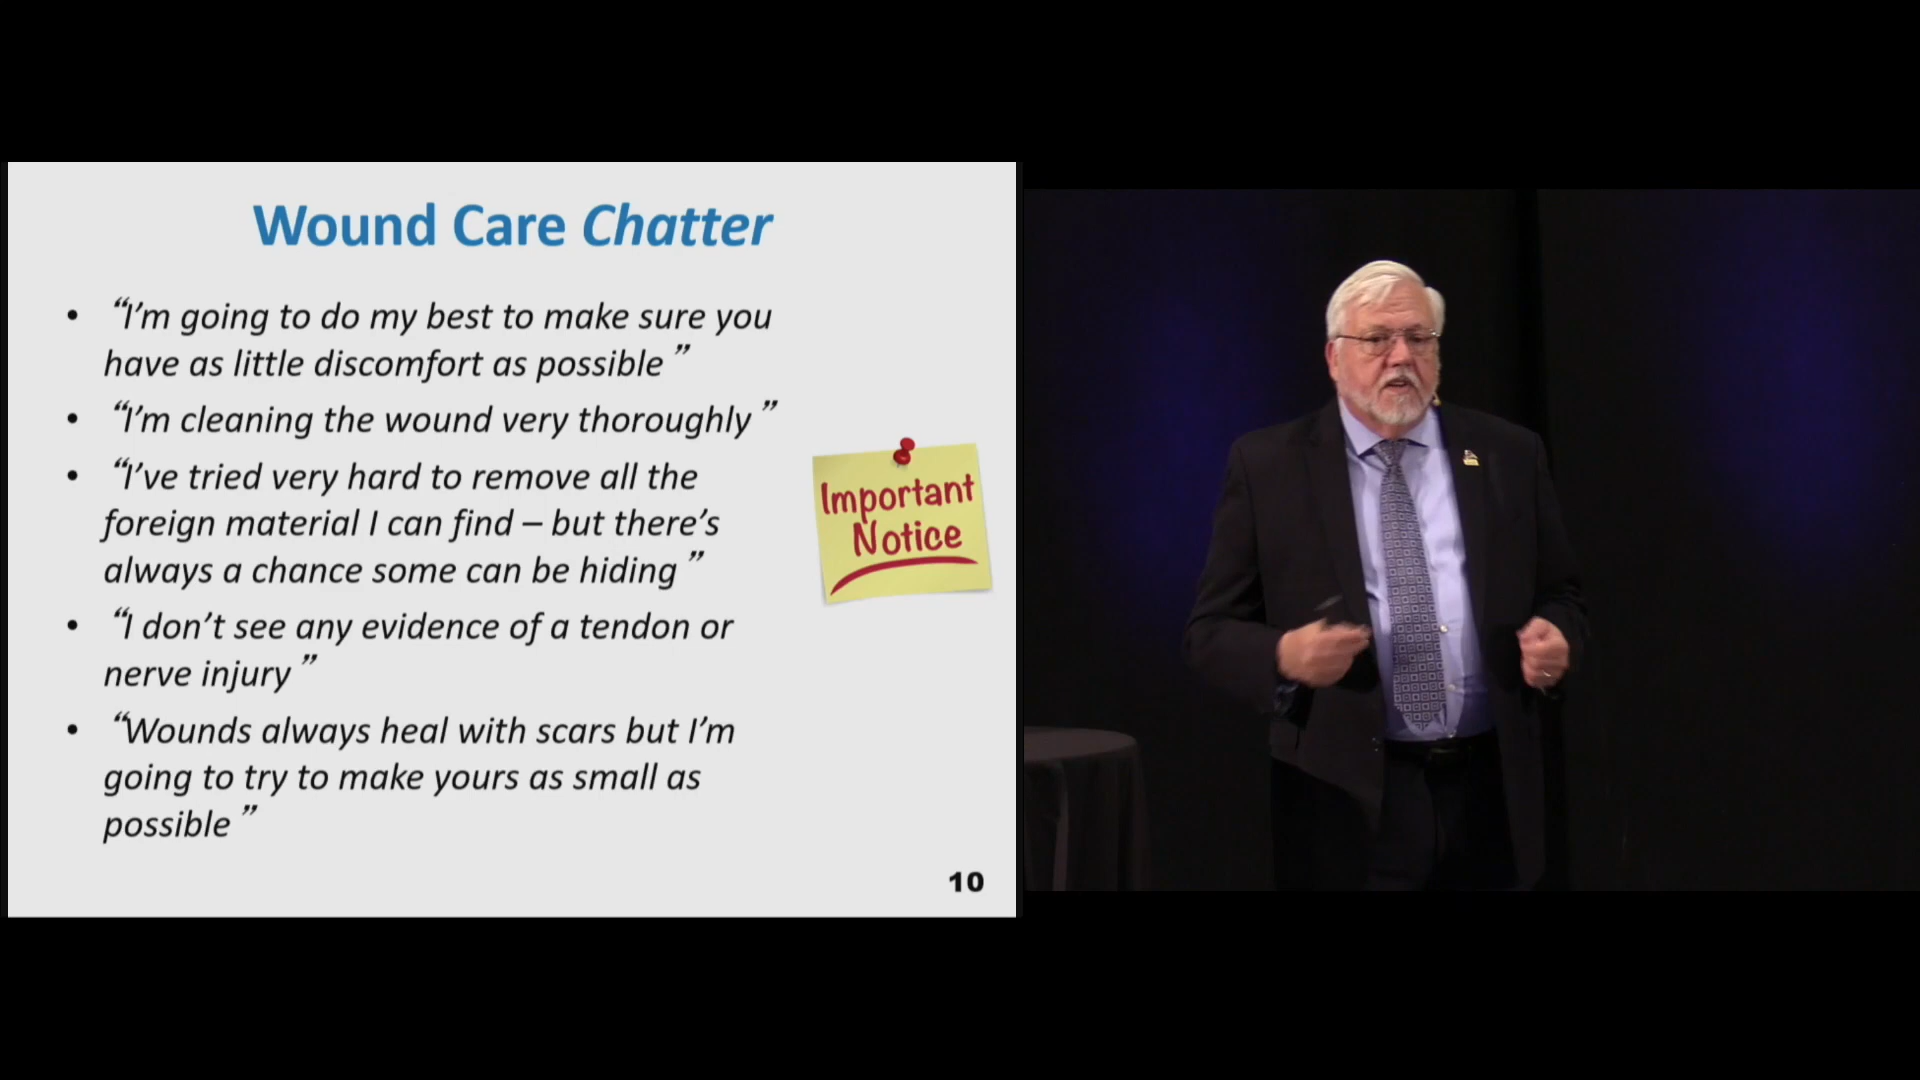 Wound Care Chatter
• “I’m going to do my best to make sure you
have as little discomfort as possible ”
• “I’m cleaning the wound very thoroughly ”
• “I’ve tried very hard to remove all the
foreign material I can find – but there’s
always a chance some can be hiding ”
• “I don’t see any evidence of a tendon or
nerve injury ”
• “Wounds always heal with scars but I’m
going to try to make yours as small as
possible ”
Important
Notice
10